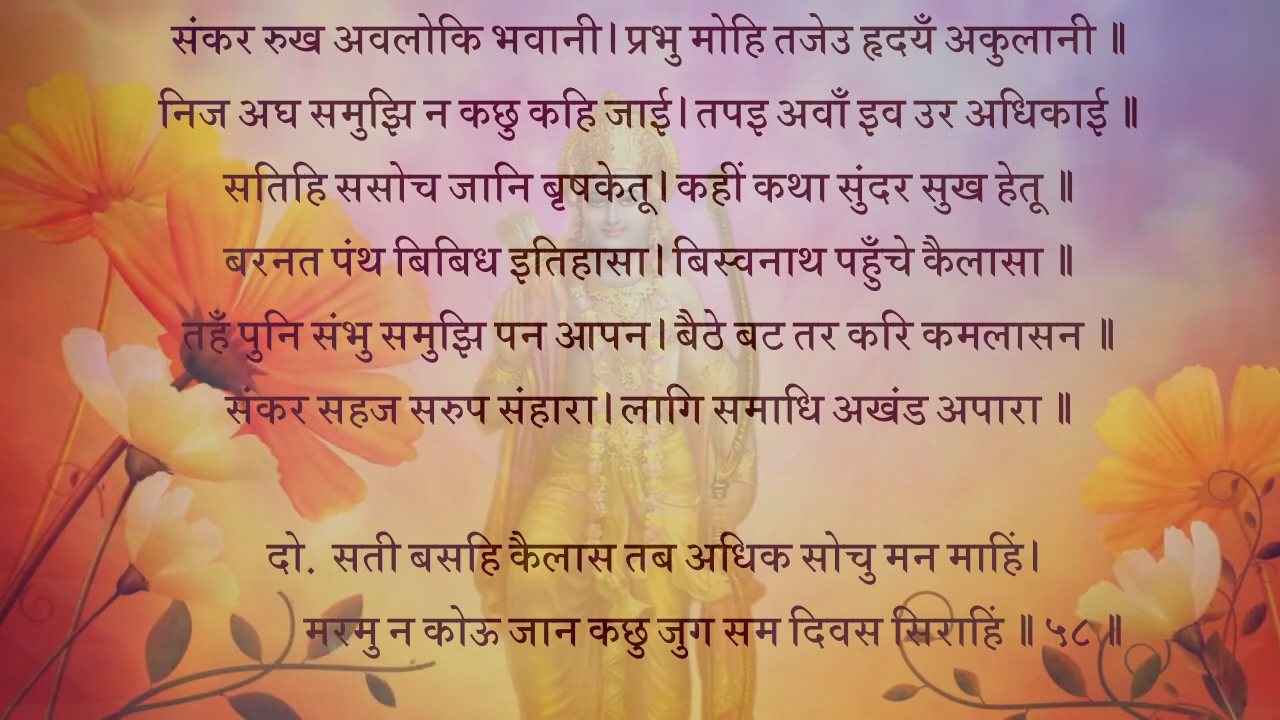 संकर रुख अवलोकि भवानी। प्रभु मोहि तजेउ हृदयँ अकुलानी ॥
निज अघ समुझि न कछु कहि जाई। तपइ अवाँ इव उर अधिकाई ॥
सतिहि ससोच जानि बृषकेतू। कहीं कथा सुंदर सुख हेतू ॥
बरनत पंथ बिबिध इतिहासा। बिस्वनाथ पहुँचे कैलासा ॥
तहँ पुनि संभु समुझि पन आपन। बैठे बट तर करि कमलासन ॥
संकर सहज सरुप संहारा। लागि समाधि अखंड अपारा ॥
दो. सती बसहि कैलास तब अधिक सोचु मन माहिं।
मरमु न कोऊ जान कछु जुग सम दिवस सिराहिं ॥ ५८ ॥